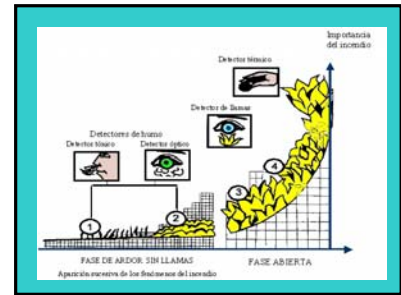 Importancia
del incendio
Detector térmico
Detector de llamas
Detectores de humo
Detector iónico Detector óptico
1
2
3
4
FASE DE ARDOR SIN LLAMAS FASE ABIERTA
Aparición sucesiva de los fenómenos del incendio